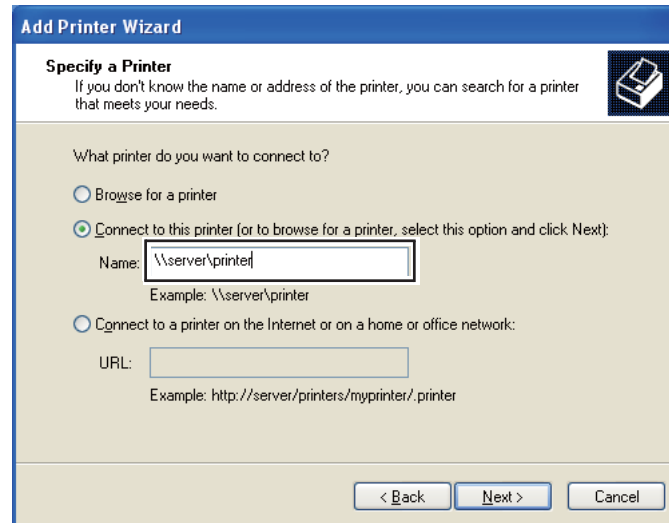 Add Printer Wizard
Specify a Printer
If you don't know the name or address of the printer, you can search for a printer
that meets your needs.
What printer do you want to connect to?
Browse for a printer
Connect to this printer (or to browse for a printer, select this option and click Next):
Name: \\server\printer
Example: \\server\printer
Connect to a printer on the Internet or on a home or office network:
URL:
Example: http://server/printers/myprinter/.printer
< Back Next > Cancel